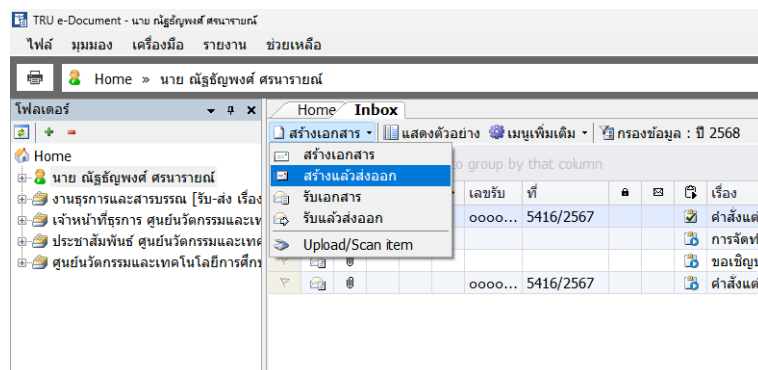 TRU e-Document - นาย ณัฐธัญพงศ์ ศรนารายณ์
ไฟล์ มุมมอง เครื่องมือ รายงาน ช่วยเหลือ
Home » นาย ณัฐธัญพงศ์ ศรนารายณ์
โฟลเดอร์
Home
นาย ณัฐธัญพงศ์ ศรนารายณ์
งานธุรการและสารบรรณ [รับ-ส่ง เรื่อง
เจ้าหน้าที่ธุรการ ศูนย์นวัตกรรมและเท
ประชาสัมพันธ์ ศูนย์นวัตกรรมและเทค
ศูนย์นวัตกรรมและเทคโนโลยีการศึกษ
Home Inbox
สร้างเอกสาร แสดงตัวอย่าง เมนูเพิ่มเติม กรองข้อมูล : ปี 2568
to group by that column
สร้างเอกสาร
สร้างแล้วส่งออก
รับเอกสาร
รับแล้วส่งออก
Upload/Scan item
เลขรับ ที่ เรื่อง
oooo... 5416/2567 คำสั่งแต่
การจัดท
ขอเชิญ
oooo... 5416/2567 คำสั่งแต่